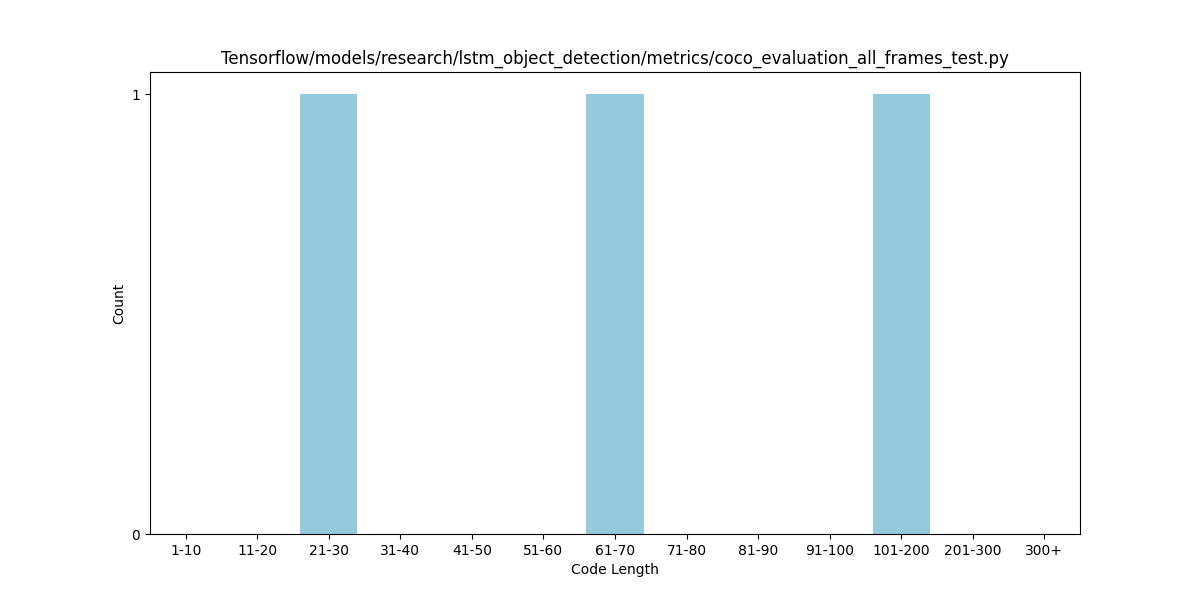 Tensorflow/models/research/lstm_object_detection/metrics/coco_evaluation_all_frames_test.py
1
Count
0
1-10 11-20 21-30 31-40 41-50 51-60 61-70 71-80 81-90 91-100 101-200 201-300 300+
Code Length